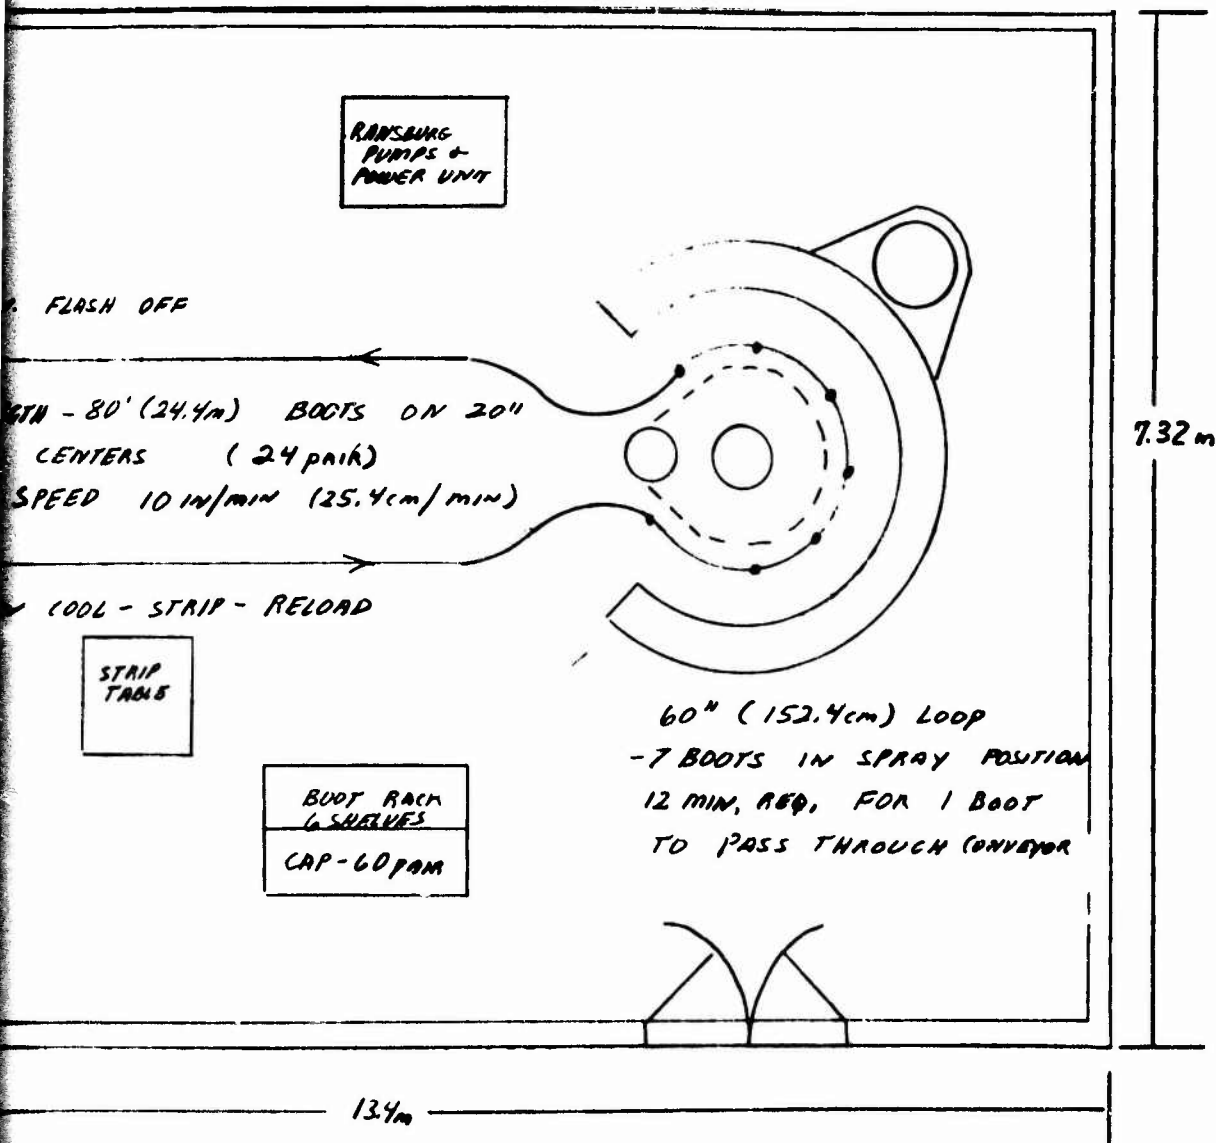 RANSBURG
PUMPS &
POWER UNIT
FLASH OFF
GTH - 80' (24.4m) BOOTS ON 20"
CENTERS (24 pair)
SPEED 10 IN/MIN (25.4cm/MIN)
COOL - STRIP - RELOAD
STRIP
TABLE
BOOT RACK
6 SHELVES
CAP-60 pair
60" (152.4cm) LOOP
-7 BOOTS IN SPRAY POSITION
12 MIN, REQ, FOR 1 BOOT
TO PASS THROUGH CONVEYOR
7.32 m
13.4m